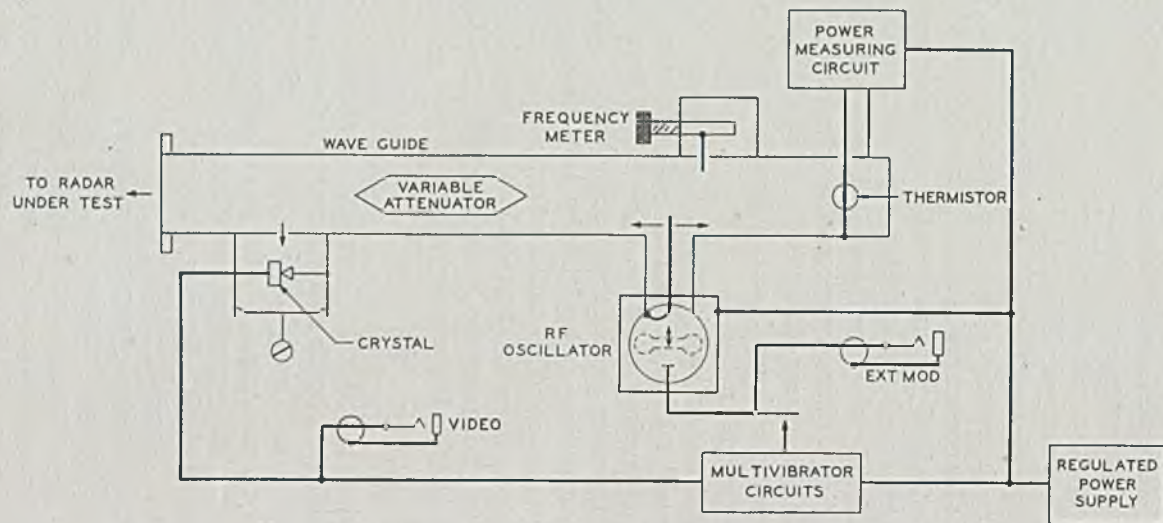 POWER
MEASURING
CIRCUIT
FREQUENCY
METER
WAVE GUIDE
TO RADAR
UNDER TEST
VARIABLE
ATTENUATOR
THERMISTOR
CRYSTAL
RF
OSCILLATOR
EXT MOD
VIDEO
MULTIVIBRATOR
CIRCUITS
REGULATED
POWER
SUPPLY